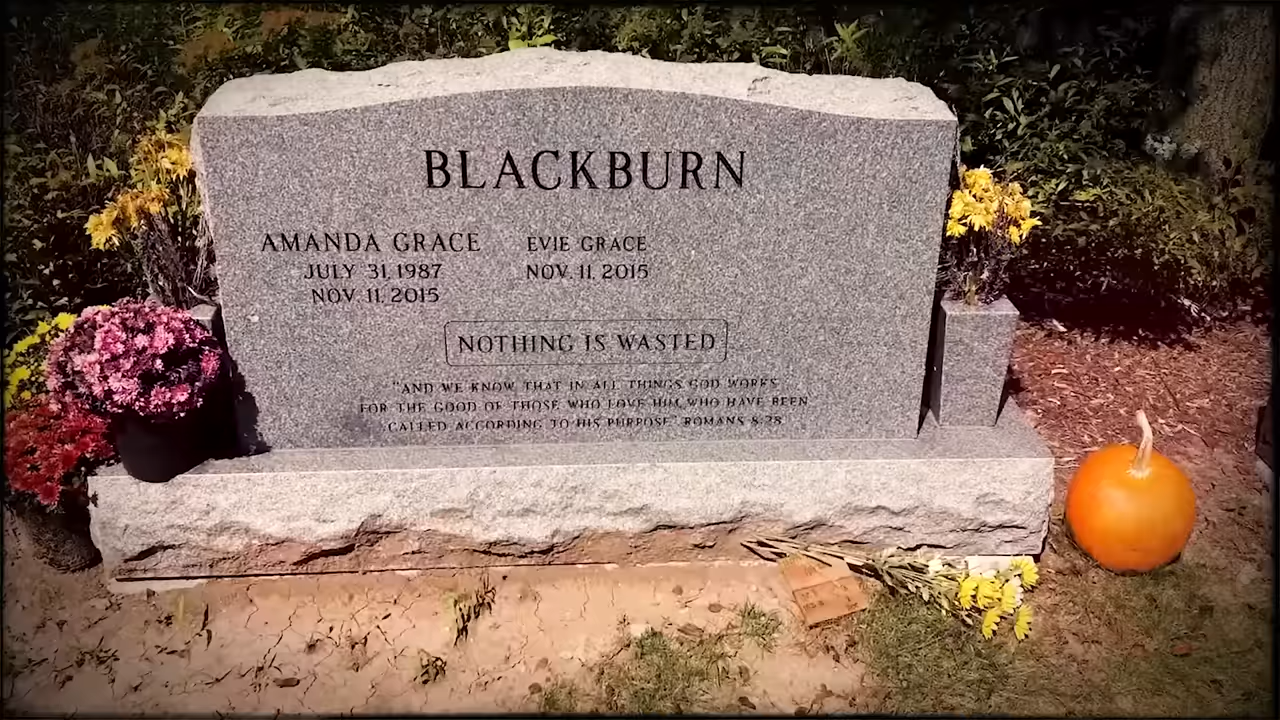 BLACKBURN
AMANDA GRACE
JULY 31, 1987
NOV. 11, 2015
EVIE GRACE
NOV. 11, 2015
NOTHING IS WASTED
"AND WE KNOW THAT IN ALL THINGS GOD WORKS
FOR THE GOOD OF THOSE WHO LOVE HIM, WHO HAVE BEEN
CALLED ACCORDING TO HIS PURPOSE" ROMANS 8:28